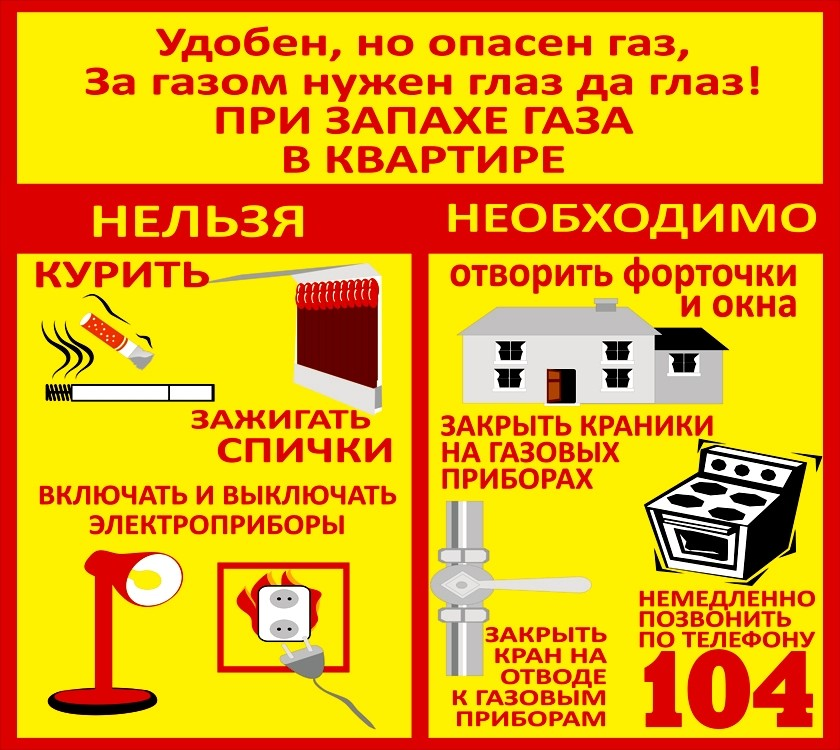 Удобен, но опасен газ,
За газом нужен глаз да глаз!
ПРИ ЗАПАХЕ ГАЗА
В КВАРТИРЕ
НЕЛЬЗЯ
КУРИТЬ
ЗАЖИГАТЬ
СПИЧКИ
ВКЛЮЧАТЬ И ВЫКЛЮЧАТЬ
ЭЛЕКТРОПРИБОРЫ
НЕОБХОДИМО
ОТВОРИТЬ ФОРТОЧКИ
И ОКНА
ЗАКРЫТЬ КРАНИКИ
НА ГАЗОВЫХ
ПРИБОРАХ
ЗАКРЫТЬ
КРАН НА
ОТВОДЕ
К ГАЗОВЫМ
ПРИБОРАМ
НЕМЕДЛЕННО
ПОЗВОНИТЬ
ПО ТЕЛЕФОНУ
104